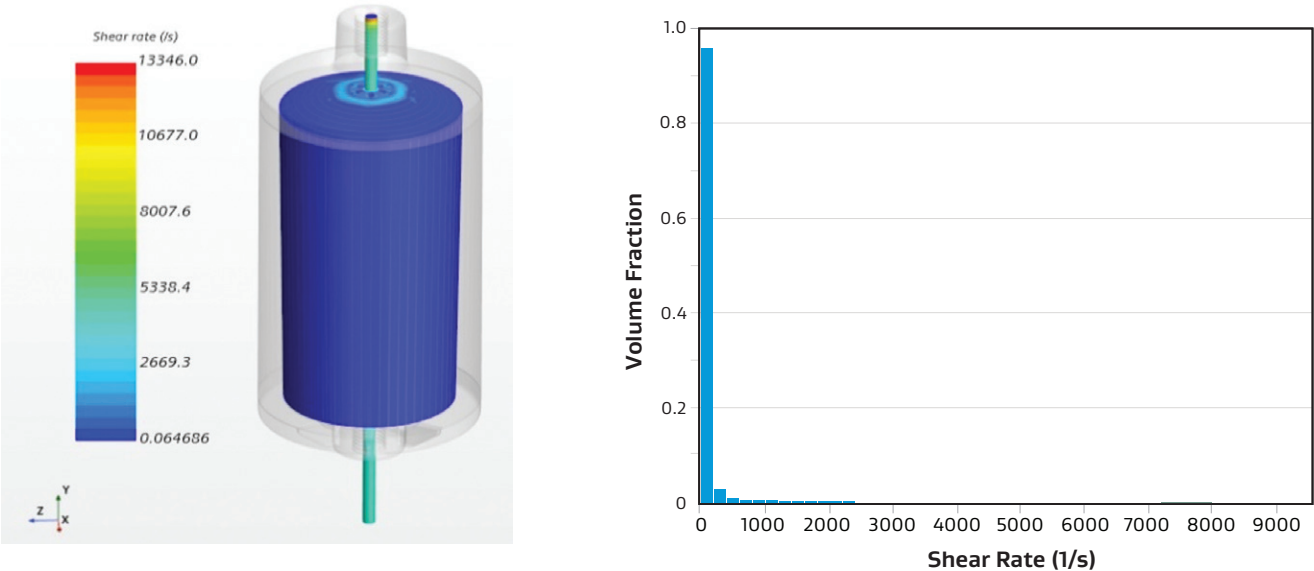 Shear rate (/s)
13346.0
10677.0
8007.6
5338.4
2669.3
0.064686
Y
Z
X
1.0
0.8
0.6
0.4
0.2
0
Volume Fraction
0 1000 2000 3000 4000 5000 6000 7000 8000 9000
Shear Rate (1/s)